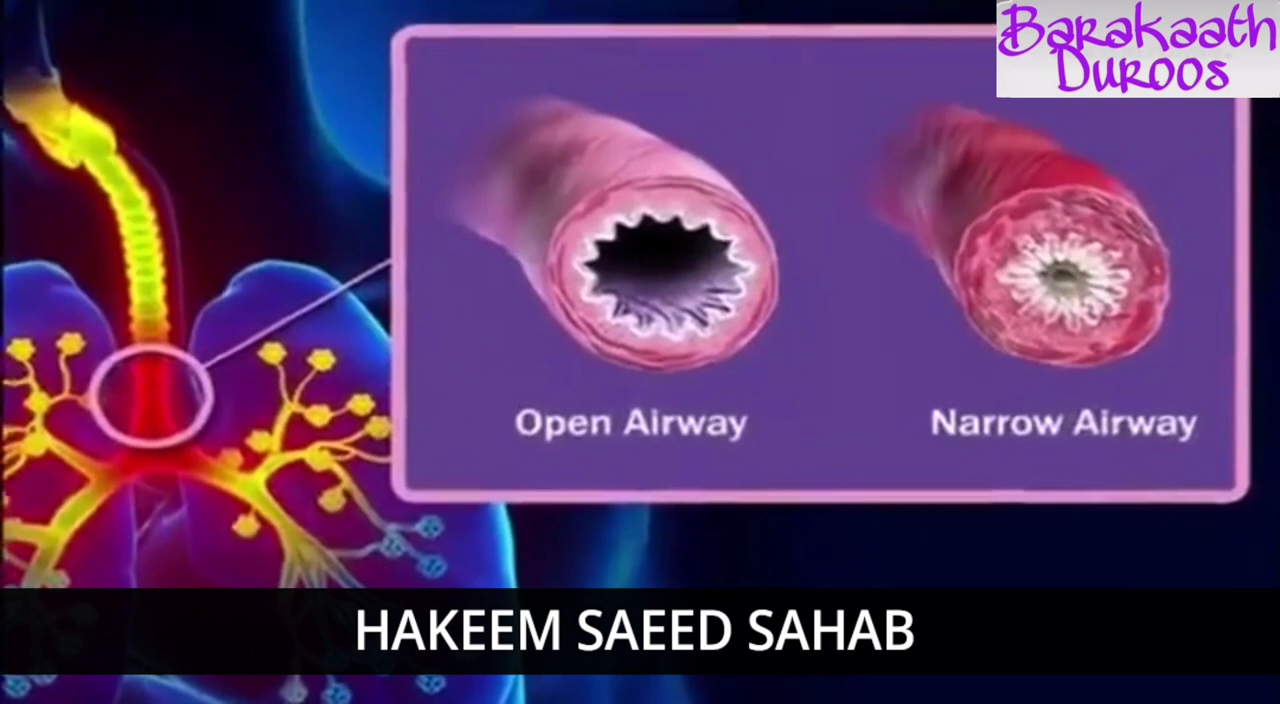 Barakaath
Duroos
Open Airway
Narrow Airway
HAKEEM SAEED SAHAB